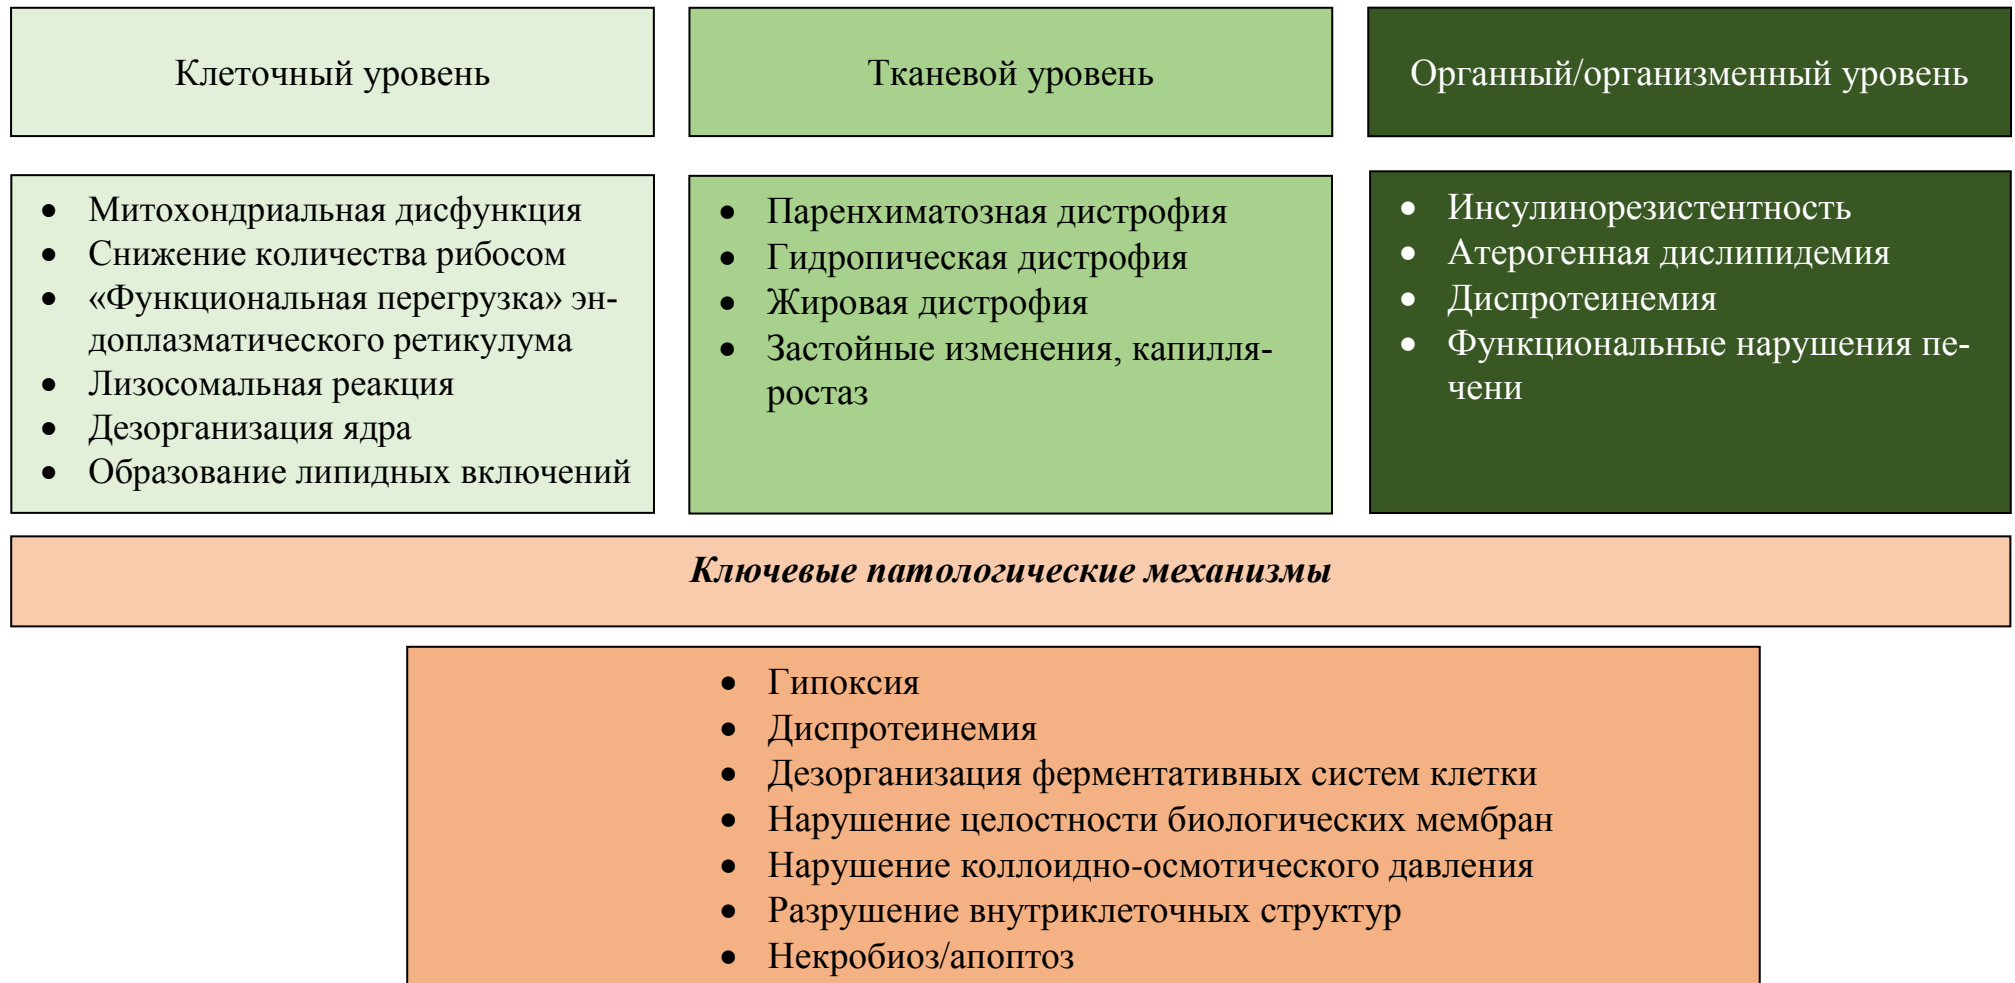 Клеточный уровень
Тканевой уровень
Органный/организменный уровень
• Митохондриальная дисфункция
• Снижение количества рибосом
• «Функциональная перегрузка» эн-
доплазматического ретикулума
• Лизосомальная реакция
• Дезорганизация ядра
• Образование липидных включений
• Паренхиматозная дистрофия
• Гидропическая дистрофия
• Жировая дистрофия
• Застойные изменения, капилля-
ростаз
• Инсулинорезистентность
• Атерогенная дислипидемия
• Диспротеинемия
• Функциональные нарушения пе-
чени
Ключевые патологические механизмы
• Гипоксия
• Диспротеинемия
• Дезорганизация ферментативных систем клетки
• Нарушение целостности биологических мембран
• Нарушение коллоидно-осмотического давления
• Разрушение внутриклеточных структур
• Некробиоз/апоптоз